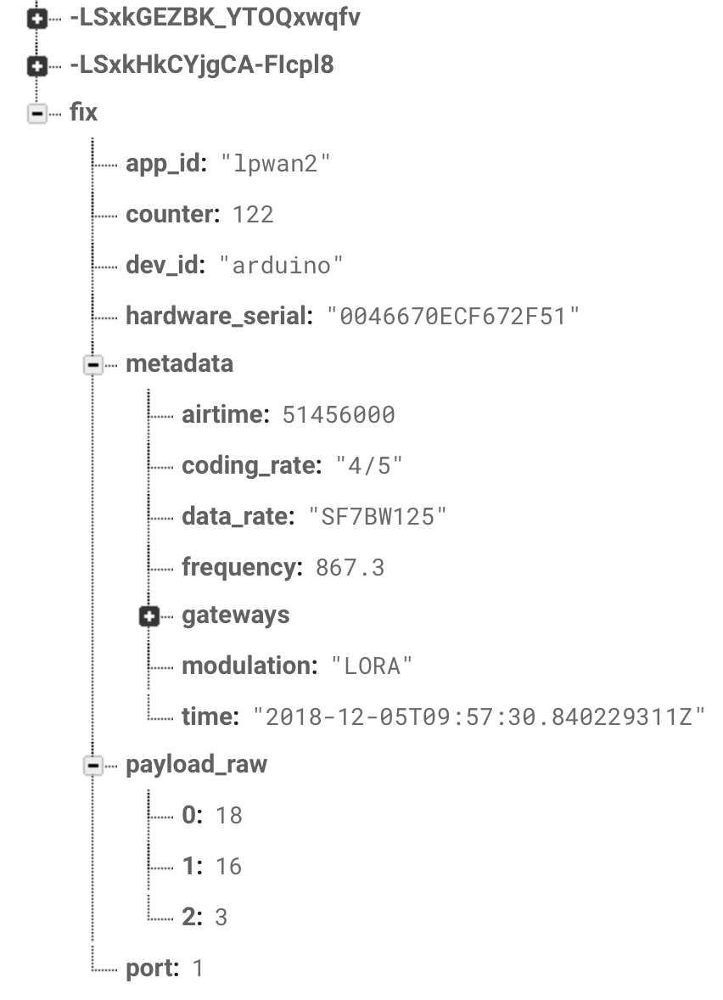 -LSxkGEZBK_YTOQxwqfv
-LSxkHkCYjgCA-FIcpl8
fix
app_id: "lpwan2"
counter: 122
dev_id: "arduino"
hardware_serial: "0046670ECF672F51"
metadata
airtime: 51456000
coding_rate: "4/5"
data_rate: "SF7BW125"
frequency: 867.3
gateways
modulation: "LORA"
time: "2018-12-05T09:57:30.840229311Z"
payload_raw
0: 18
1: 16
2: 3
port: 1